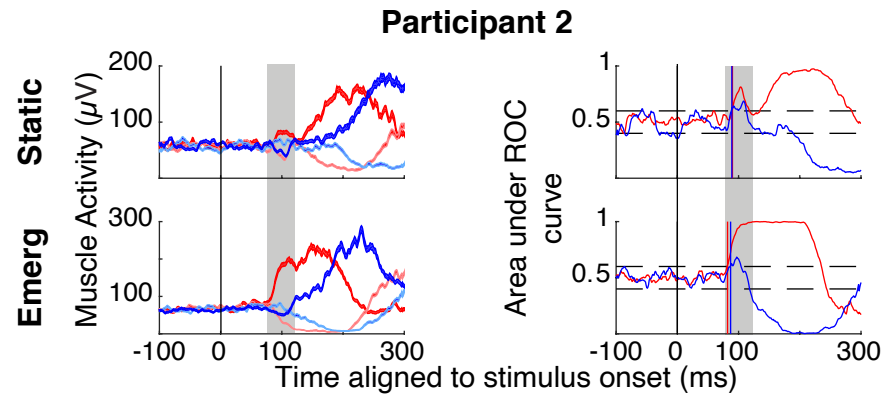 Participant 2
Static
Muscle Activity (µV)
200
100
Area under ROC
curve
1
0.5
Emerg
300
100
1
0.5
-100 0 100 300
-100 0 100 300
Time aligned to stimulus onset (ms)